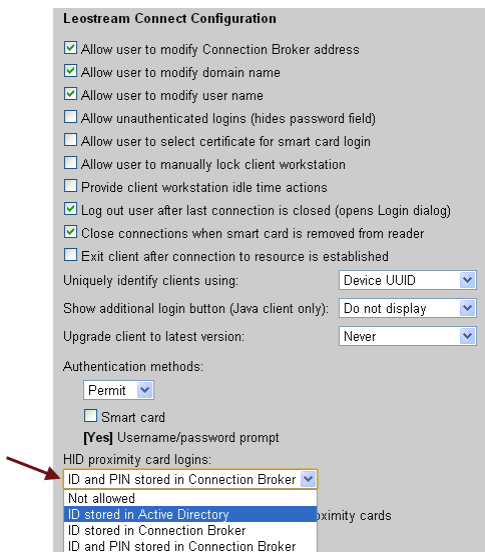 Leostream Connect Configuration
Allow user to modify Connection Broker address
Allow user to modify domain name
Allow user to modify user name
Allow unauthenticated logins (hides password field)
Allow user to select certificate for smart card login
Allow user to manually lock client workstation
Provide client workstation idle time actions
Log out user after last connection is closed (opens Login dialog)
Close connections when smart card is removed from reader
Exit client after connection to resource is established
Uniquely identify clients using: Device UUID
Show additional login button (Java client only): Do not display
Upgrade client to latest version: Never
Authentication methods:
Permit
Smart card
[Yes] Username/password prompt
HID proximity card logins:
ID and PIN stored in Connection Broker
Not allowed
ID stored in Active Directory oximity cards
ID stored in Connection Broker
ID and PIN stored in Connection Broker